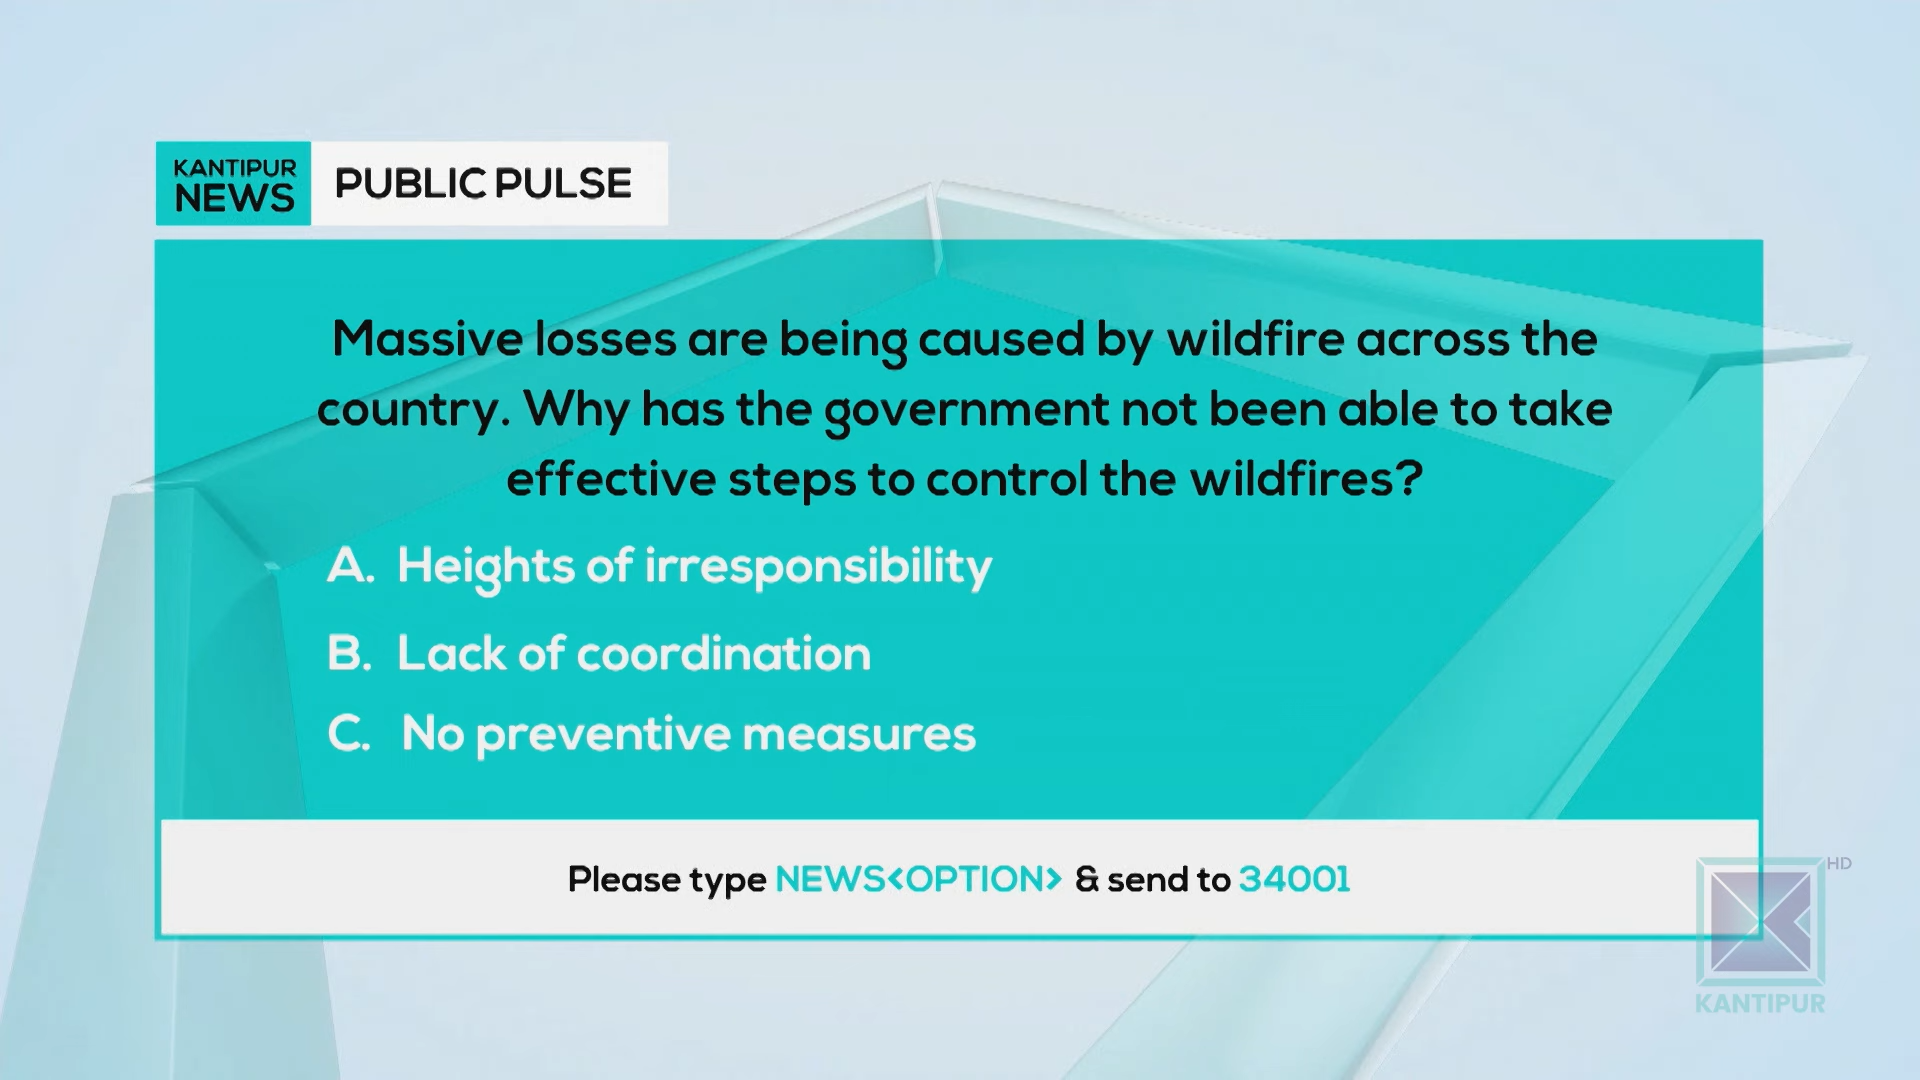 KANTIPUR
NEWS
PUBLIC PULSE
Massive losses are being caused by wildfire across the
country. Why has the government not been able to take
effective steps to control the wildfires?
A. Heights of irresponsibility
B. Lack of coordination
C. No preventive measures
Please type NEWS<OPTION> & send to 34001
HD
KANTIPUR